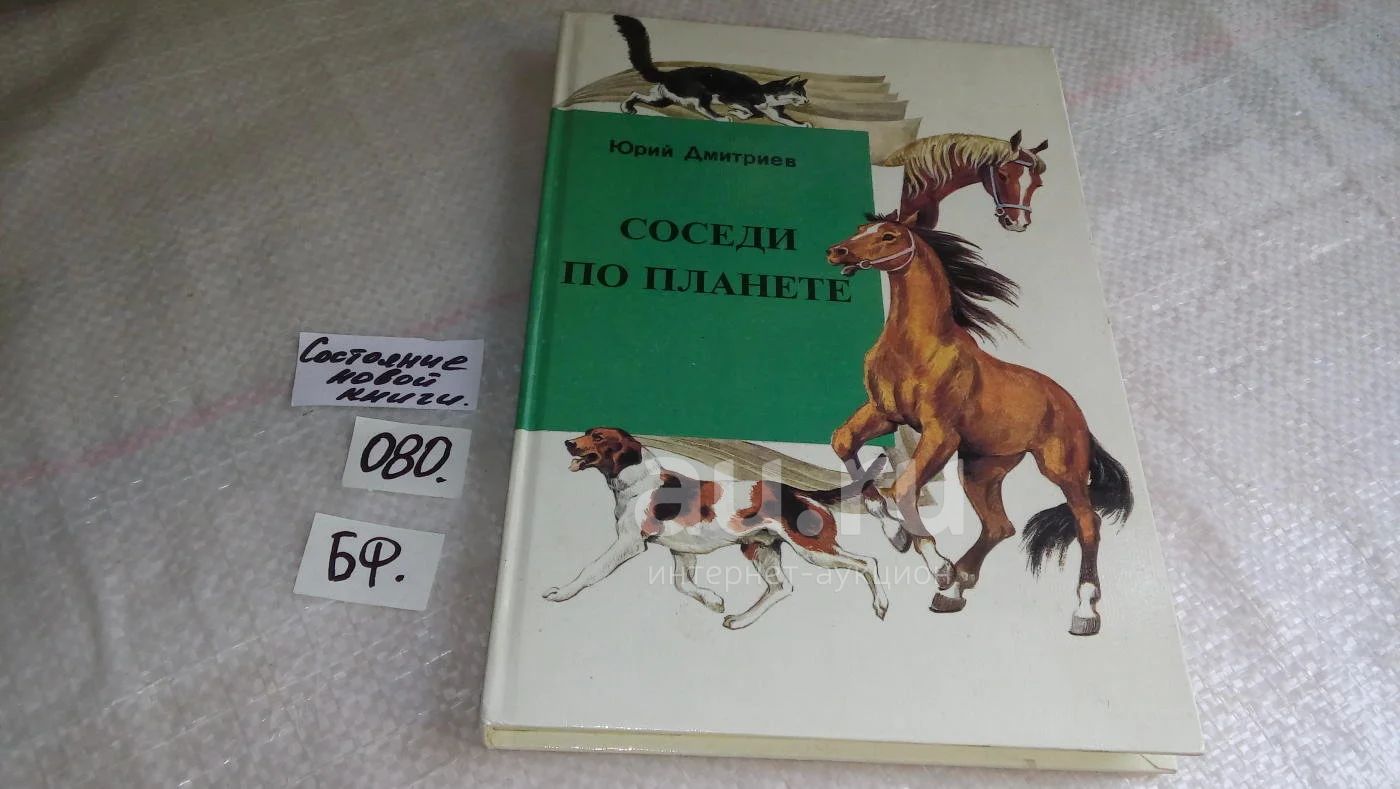 Юрий Дмитриев
СОСЕДИ
ПО ПЛАНЕТЕ
Состояние
новой
книги.
080.
БФ.
au.ru
интернет-аукцион